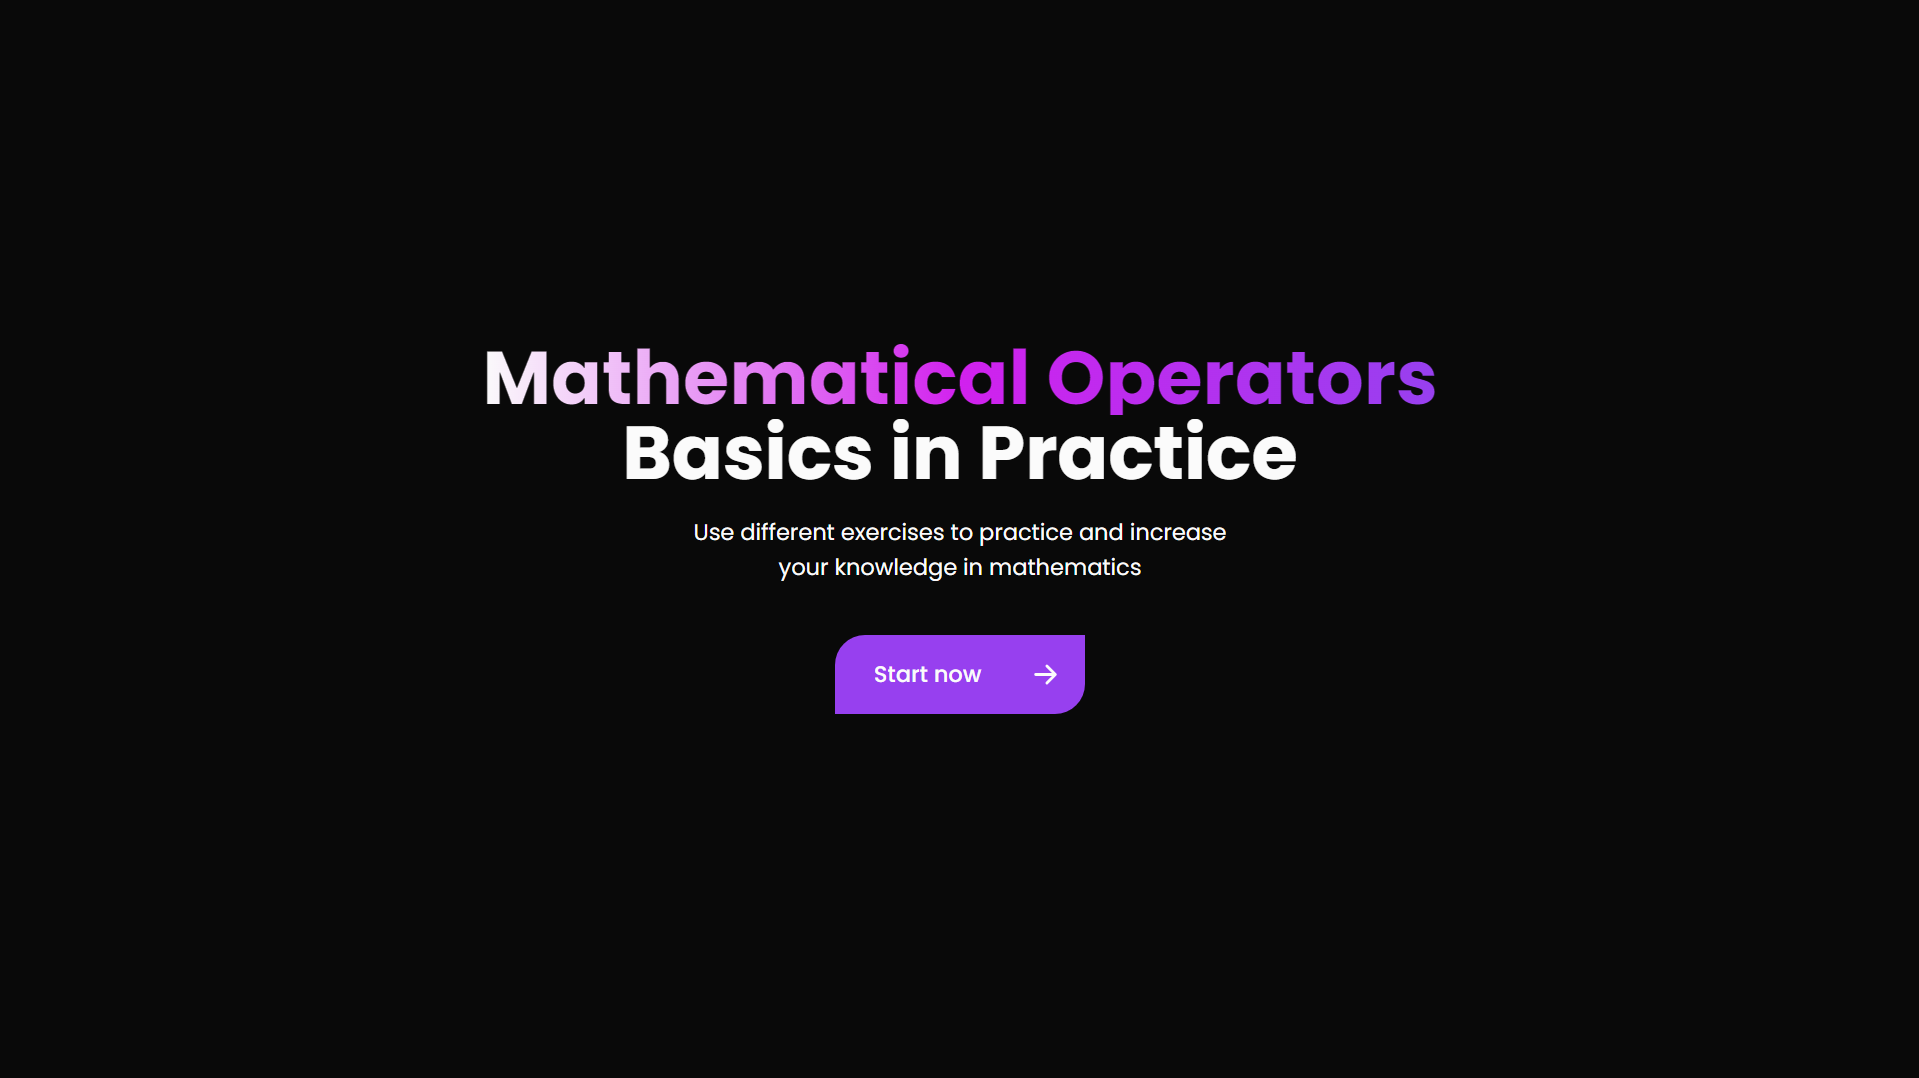 Mathematical Operators
Basics in Practice
Use different exercises to practice and increase
your knowledge in mathematics
Start now